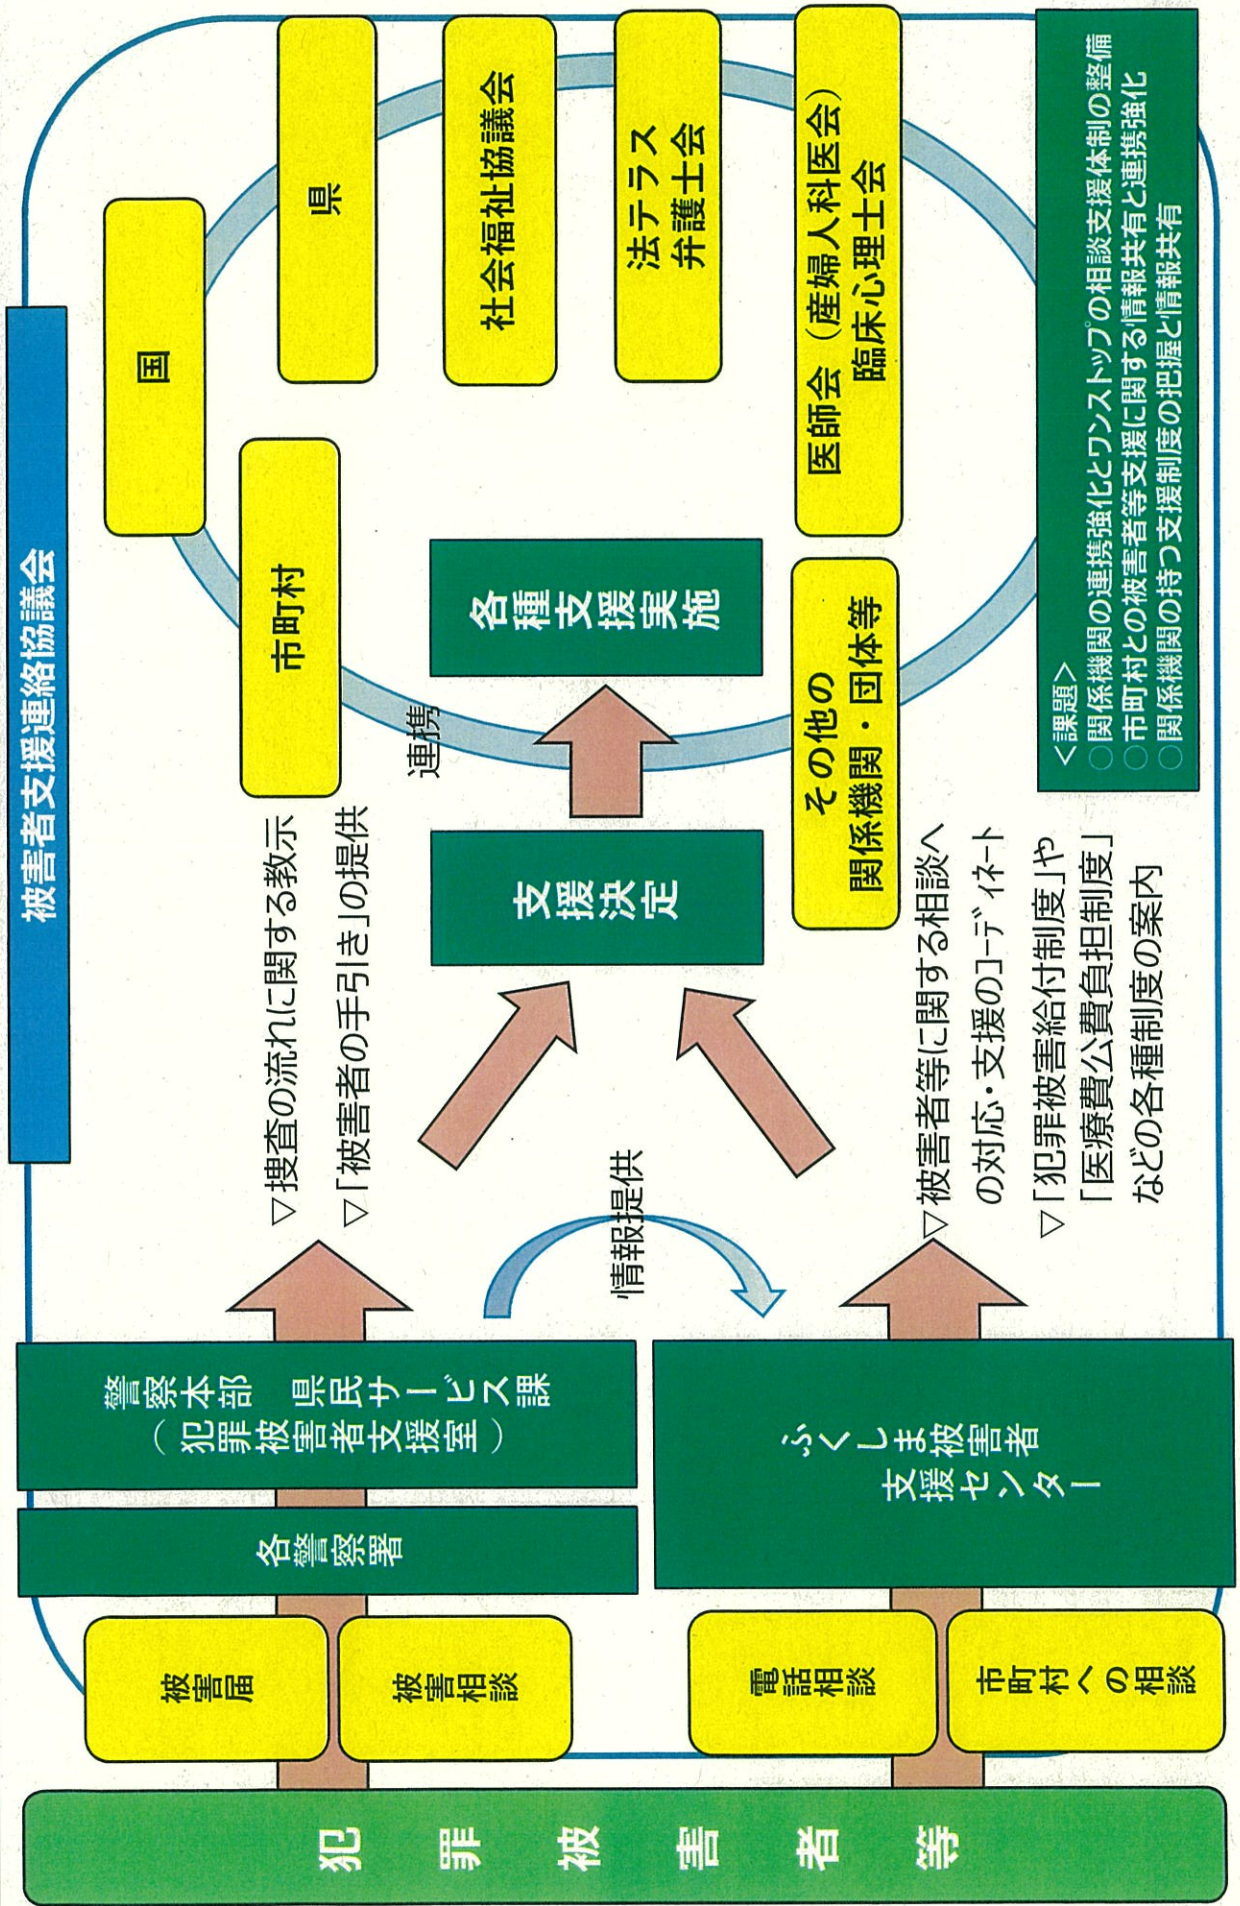 被害者支援連絡協議会
犯罪被害者等
被害届
被害相談
電話相談
市町村への相談
各警察署
警察本部 県民サービス課
(犯罪被害者支援室)
ふくしま被害者
支援センター
情報提供
▽捜査の流れに関する教示
▽「被害者の手引き」の提供
▽被害者等に関する相談へ
の対応・支援のコーディネート
▽「犯罪被害給付制度」や
「医療費公費負担制度」
などの各種制度の案内
支援決定
連携
各種支援実施
国
市町村
県
社会福祉協議会
法テラス
弁護士会
医師会(産婦人科医会)
臨床心理士会
その他の
関係機関・団体等
<課題>
○関係機関の連携強化とワンストップの相談支援体制の整備
○市町村との被害者等支援に関する情報共有と連携強化
○関係機関の持つ支援制度の把握と情報共有